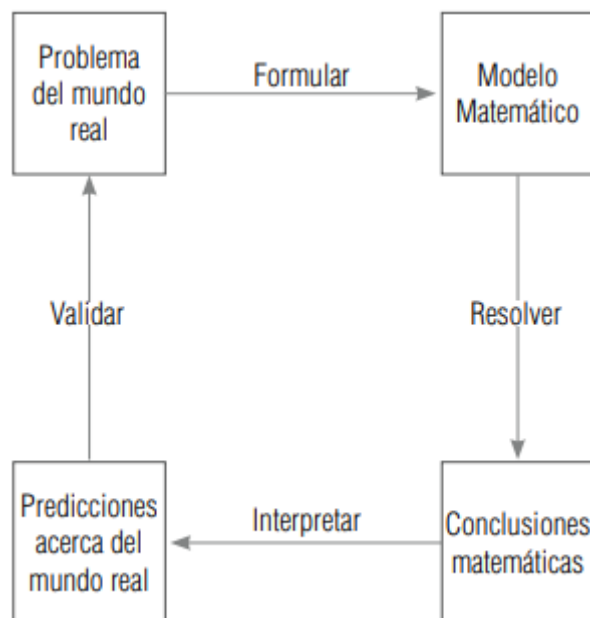 Problema
del mundo
real
Formular
Modelo
Matemático
Validar
Resolver
Predicciones
acerca del
mundo real
Interpretar
Conclusiones
matemáticas